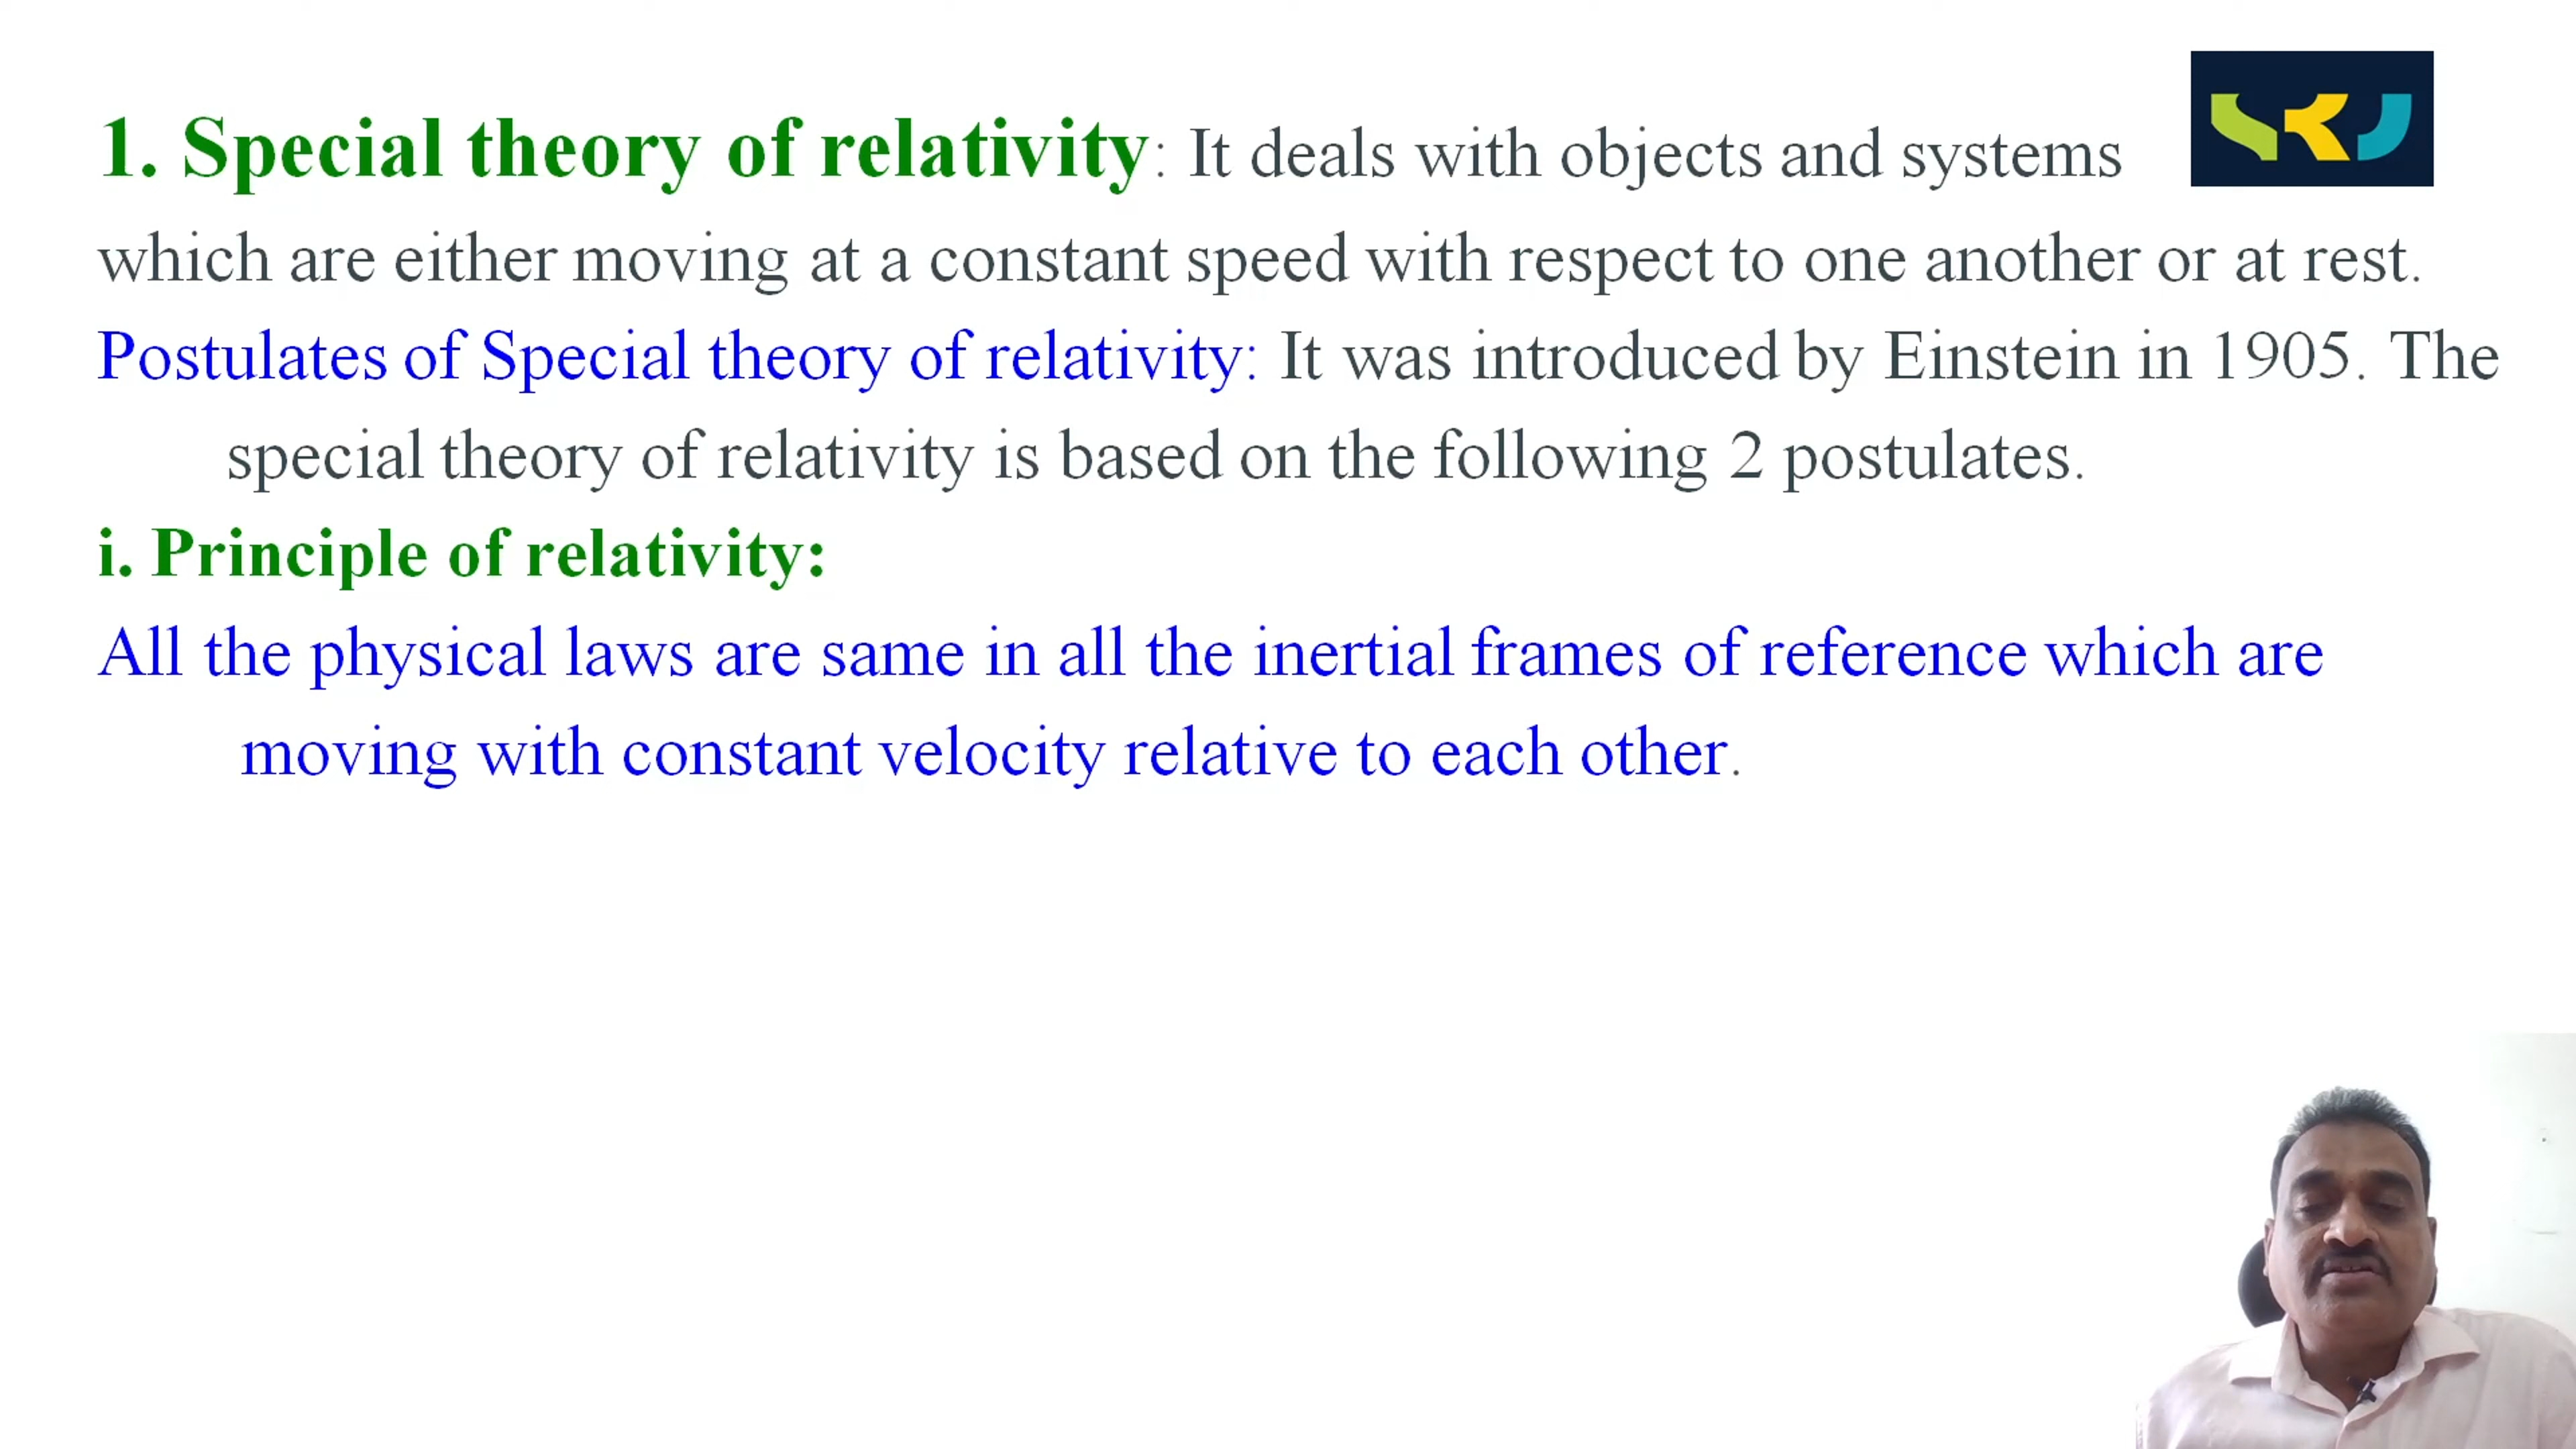 SKJ
1. Special theory of relativity: It deals with objects and systems
which are either moving at a constant speed with respect to one another or at rest.
Postulates of Special theory of relativity: It was introduced by Einstein in 1905. The
special theory of relativity is based on the following 2 postulates.
i. Principle of relativity:
All the physical laws are same in all the inertial frames of reference which are
moving with constant velocity relative to each other.